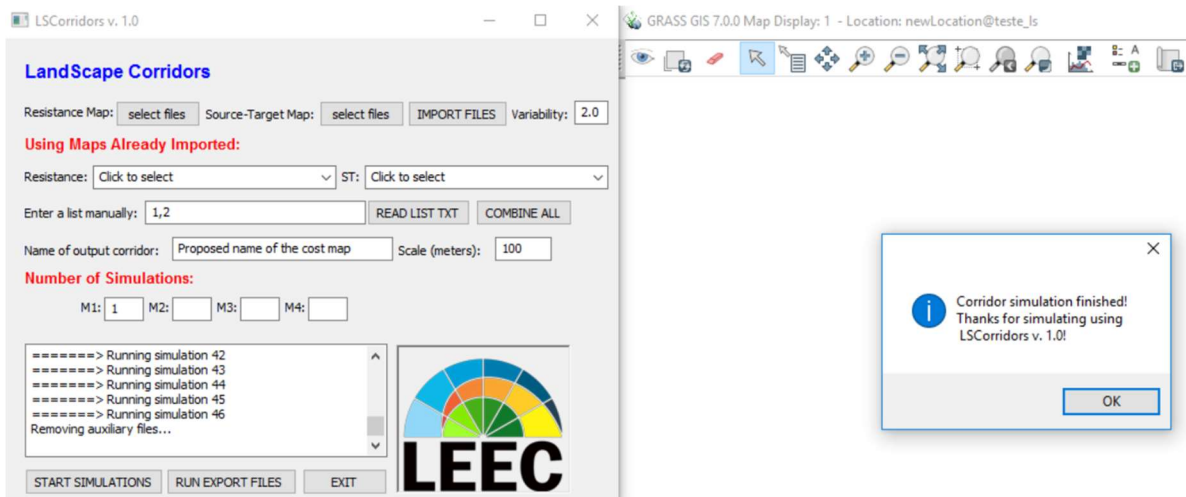 LSCorridors v. 1.0
LandScape Corridors
Resistance Map: select files Source-Target Map: select files IMPORT FILES Variability: 2.0
Using Maps Already Imported:
Resistance: Click to select ST: Click to select
Enter a list manually: 1,2 READ LIST TXT COMBINE ALL
Name of output corridor: Proposed name of the cost map Scale (meters): 100
Number of Simulations:
M1: 1 M2: M3: M4:
=======> Running simulation 42
=======> Running simulation 43
=======> Running simulation 44
=======> Running simulation 45
=======> Running simulation 46
Removing auxiliary files...
LEEC
START SIMULATIONS RUN EXPORT FILES EXIT
GRASS GIS 7.0.0 Map Display: 1 - Location: newLocation@teste_ls
A
Corridor simulation finished!
Thanks for simulating using
LSCorridors v. 1.0!
OK